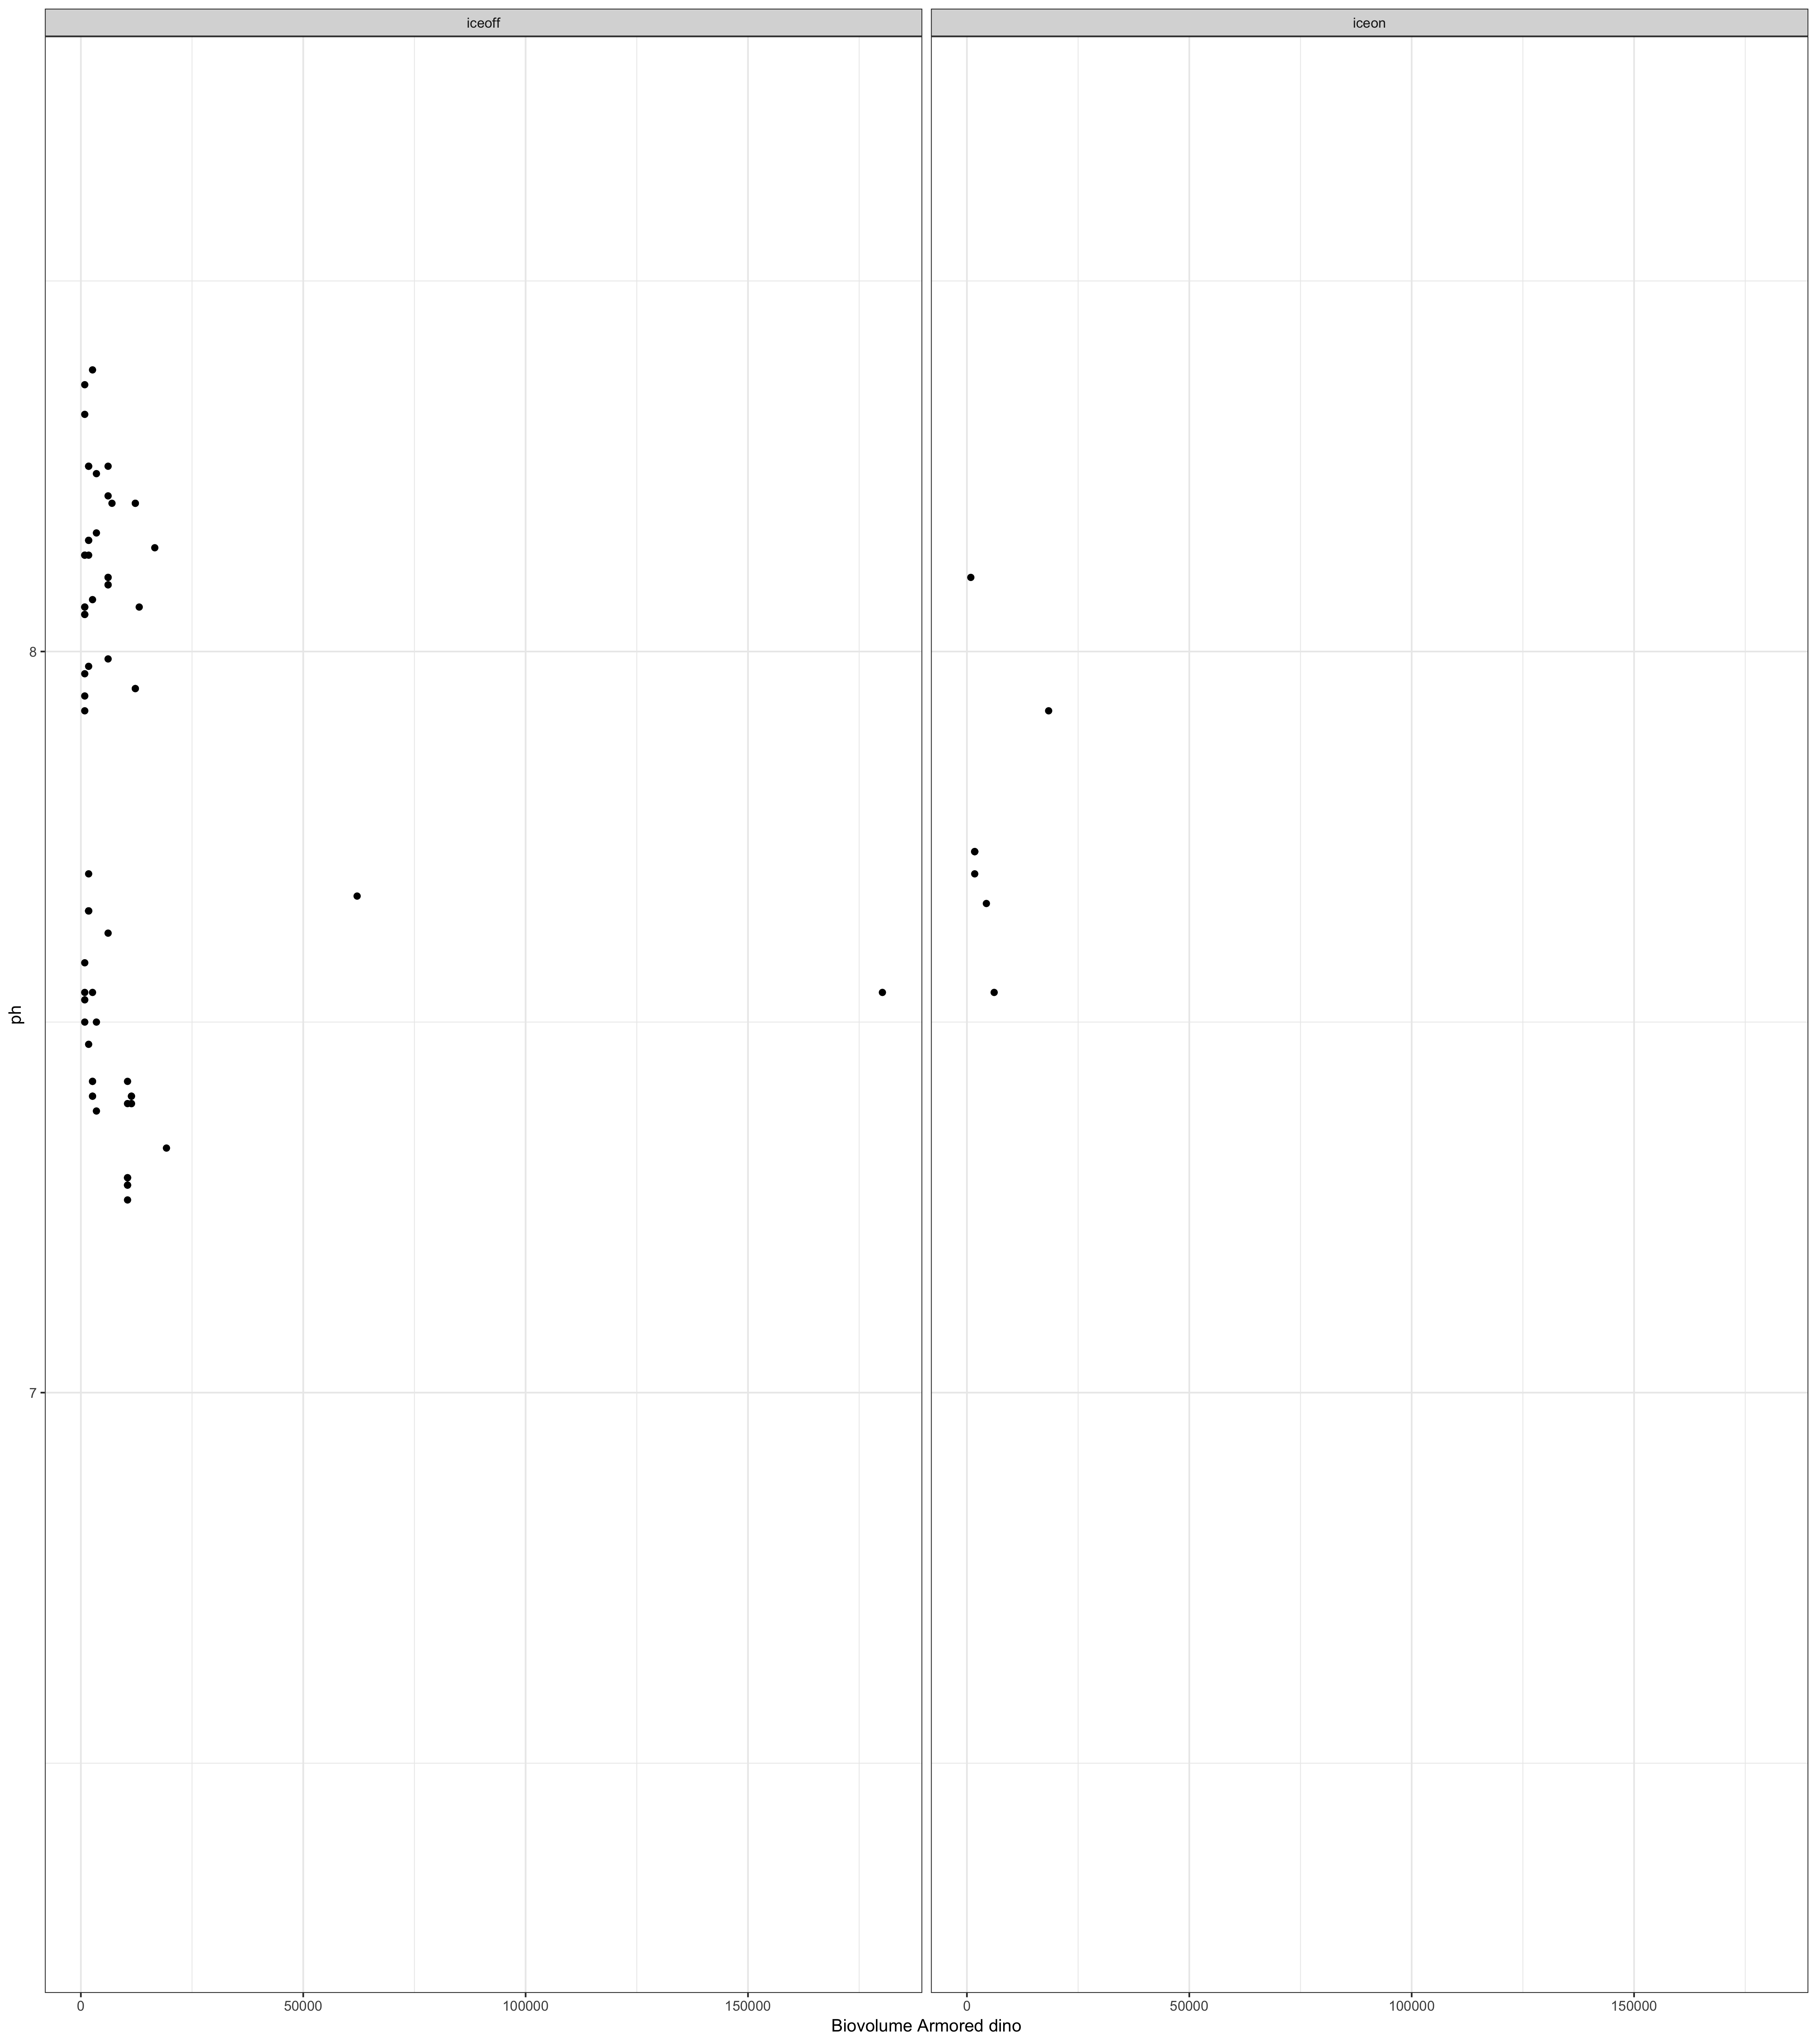 iceoff iceon
ph
8
7
0 50000 100000 150000 0 50000 100000 150000
Biovolume Armored dino